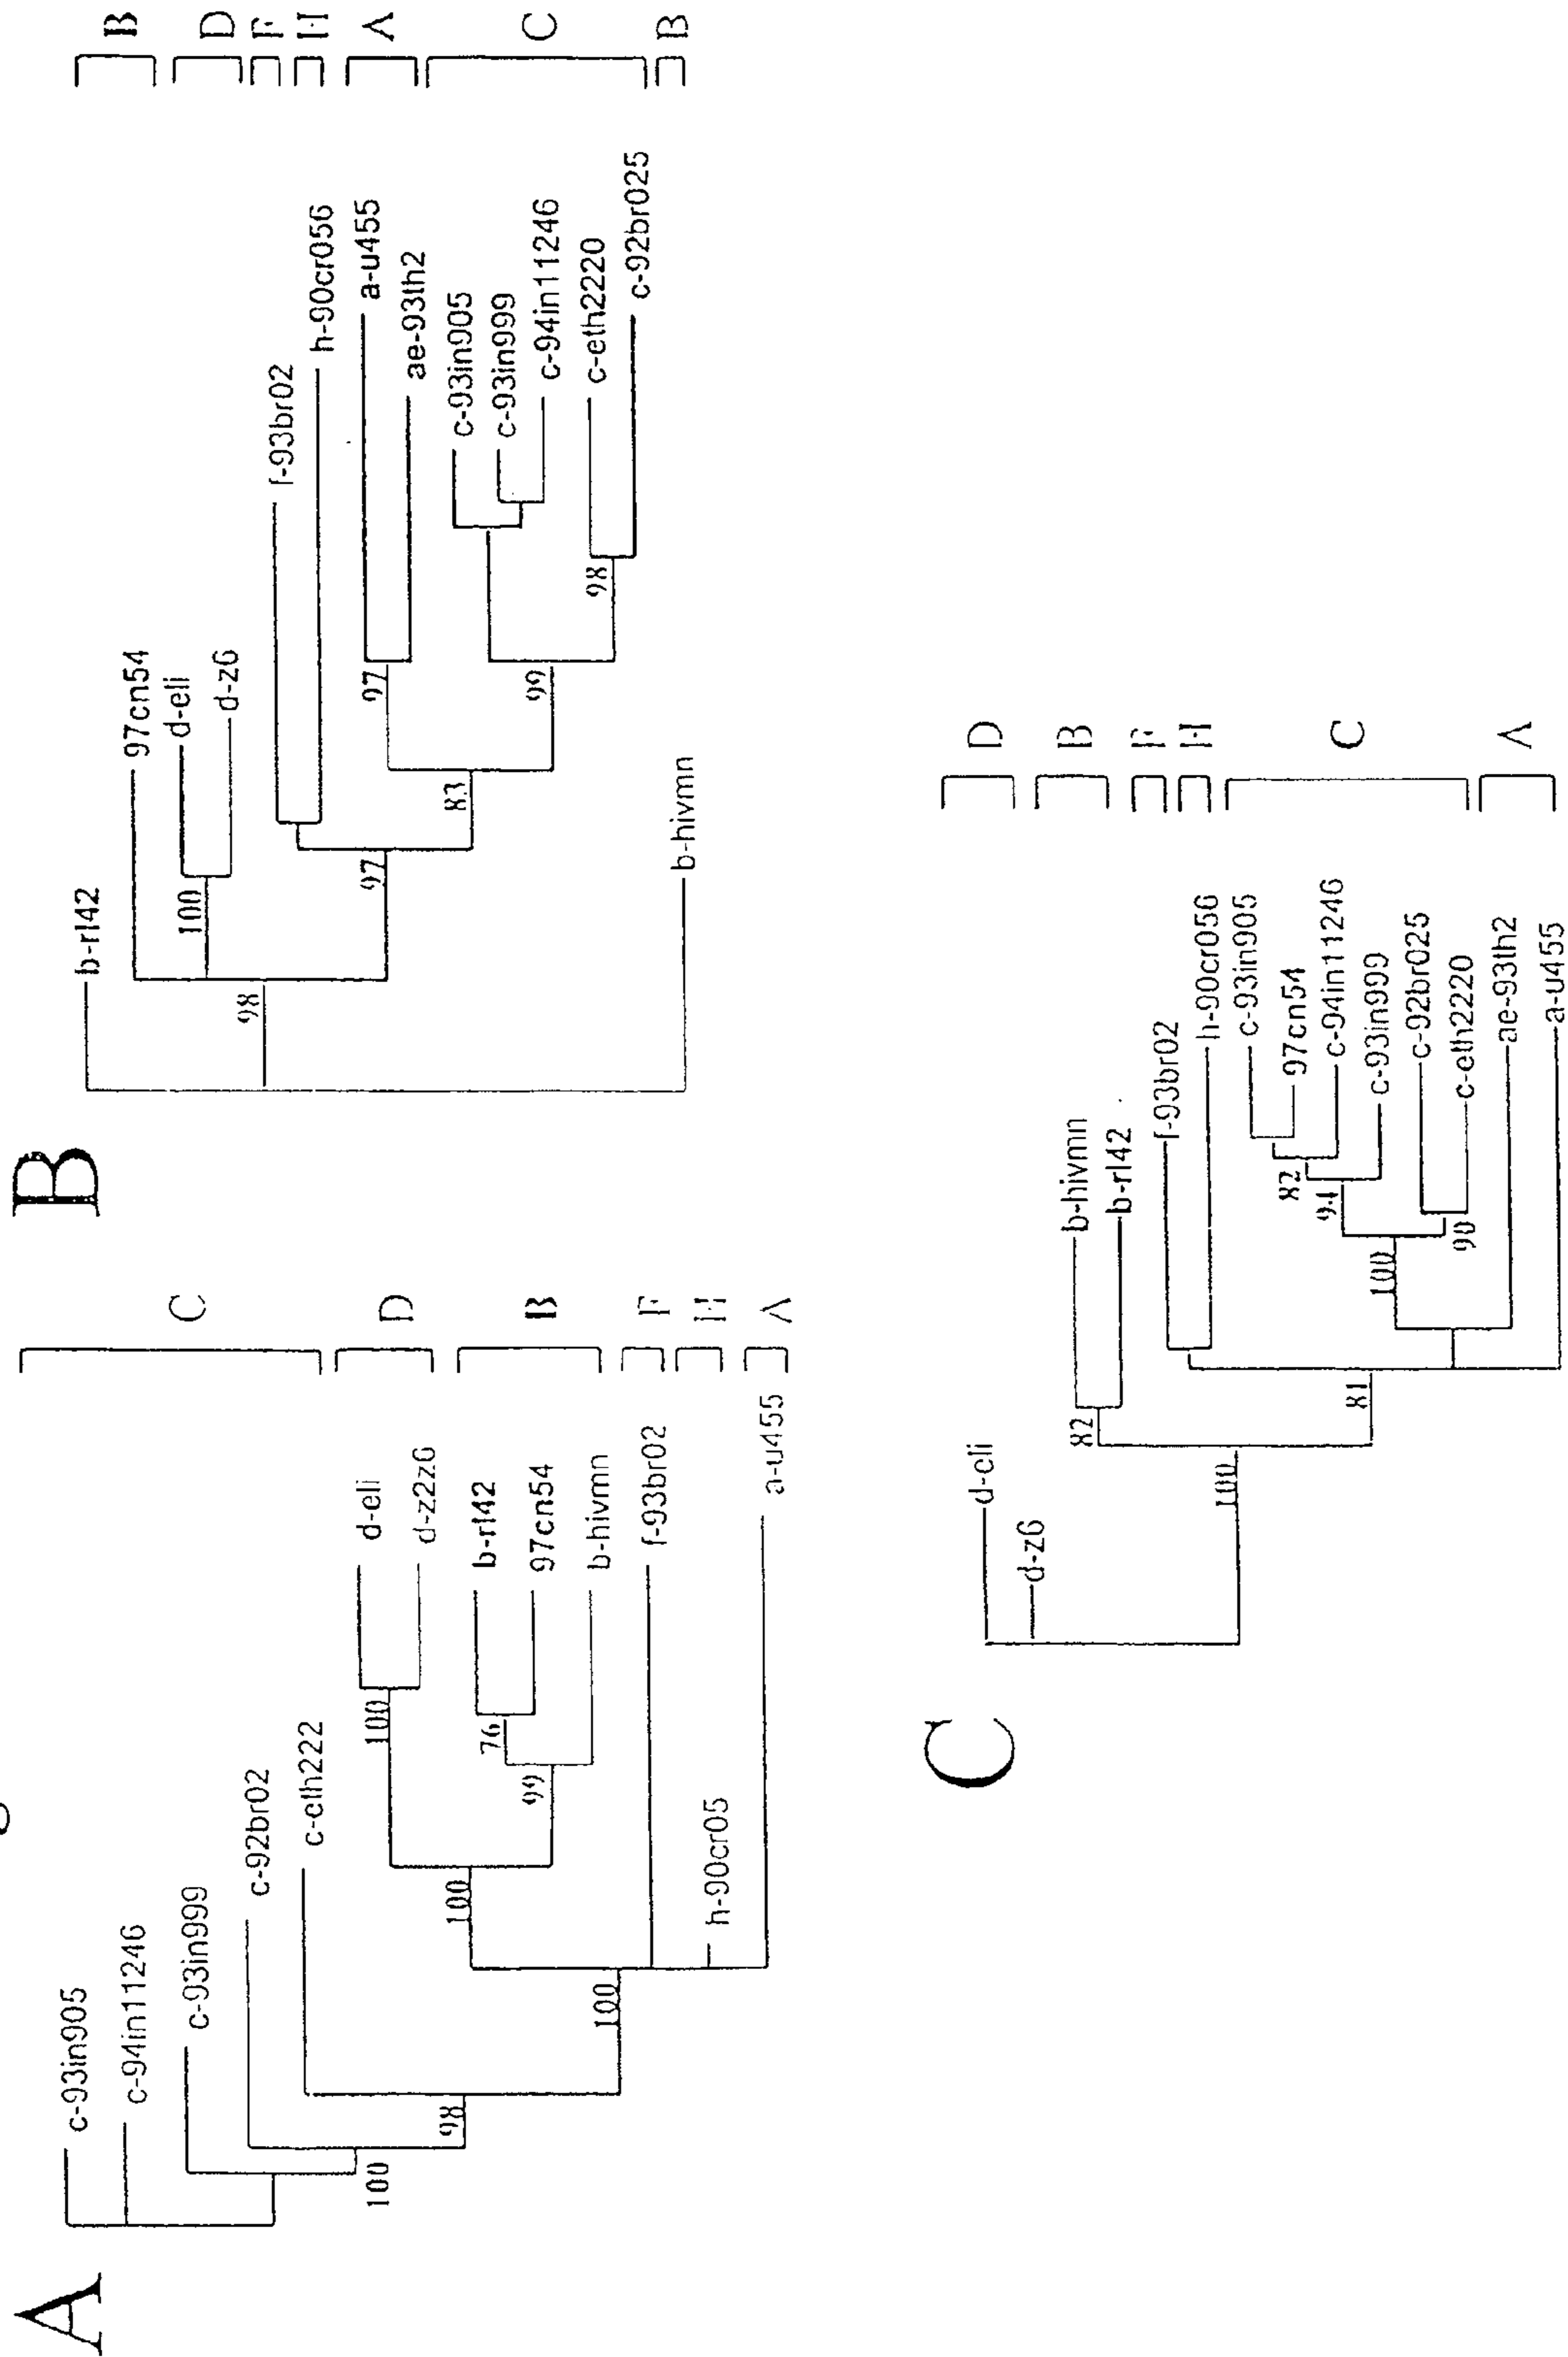 A
c-93in905
c-94in11246
c-93in999
c-92br02
c-eth222
d-eli
d-z2z6
b-rl42
97cn54
b-hivmn
f-93br02
h-90cr05
a-u455
100
98
100
100
100
99
76
C
D
B
F
H
A
B
b-rl42
97cn54
d-eli
d-z6
f-93br02
h-90cr056
a-u455
ae-93th2
c-93in905
c-93in999
c-94in11246
c-eth2220
c-92br025
b-hivmn
98
100
97
83
97
99
98
B
D
F
H
A
C
B
C
d-eli
d-z6
b-hivmn
b-rl42
f-93br02
h-90cr056
c-93in905
97cn54
c-94in11246
c-93in999
c-92br025
c-eth2220
ae-93th2
a-u455
100
82
81
100
94
82
90
D
B
F
H
C
A